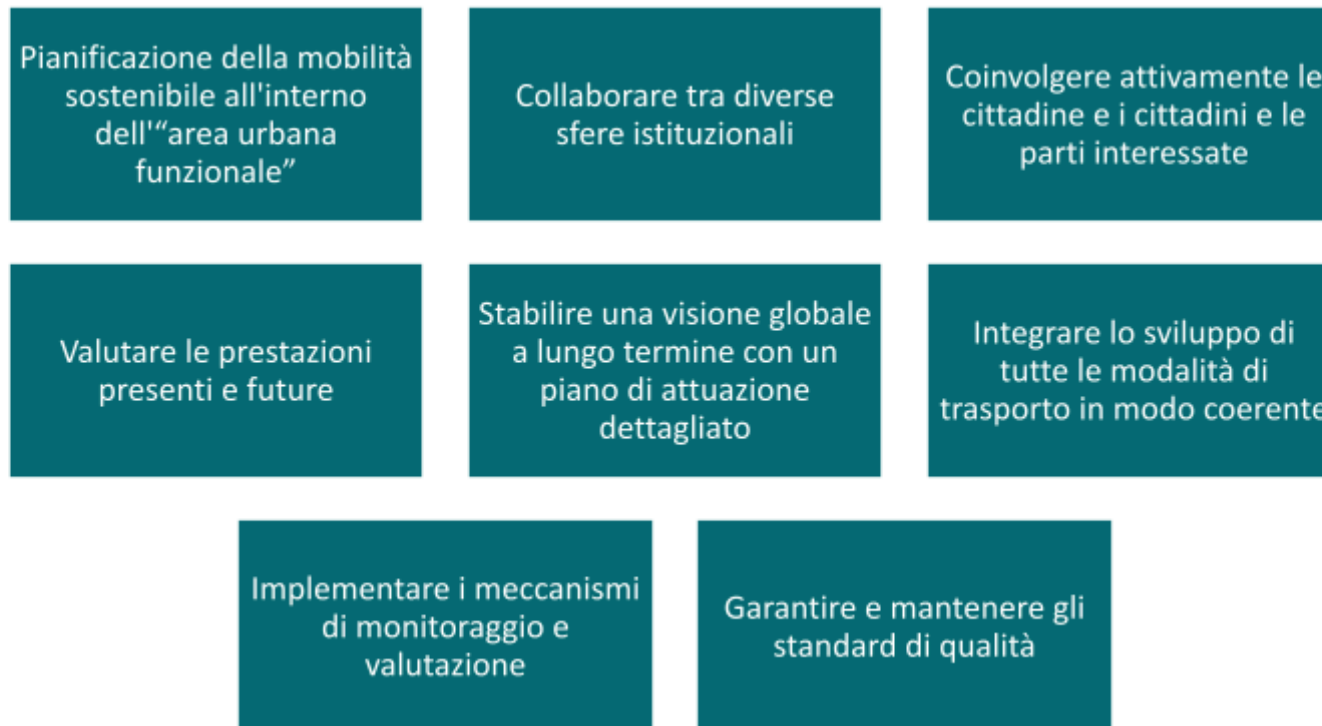 Pianificazione della mobilità
sostenibile all'interno
dell'“area urbana
funzionale”
Collaborare tra diverse
sfere istituzionali
Coinvolgere attivamente le
cittadine e i cittadini e le
parti interessate
Valutare le prestazioni
presenti e future
Stabilire una visione globale
a lungo termine con un
piano di attuazione
dettagliato
Integrare lo sviluppo di
tutte le modalità di
trasporto in modo coerente
Implementare i meccanismi
di monitoraggio e
valutazione
Garantire e mantenere gli
standard di qualità